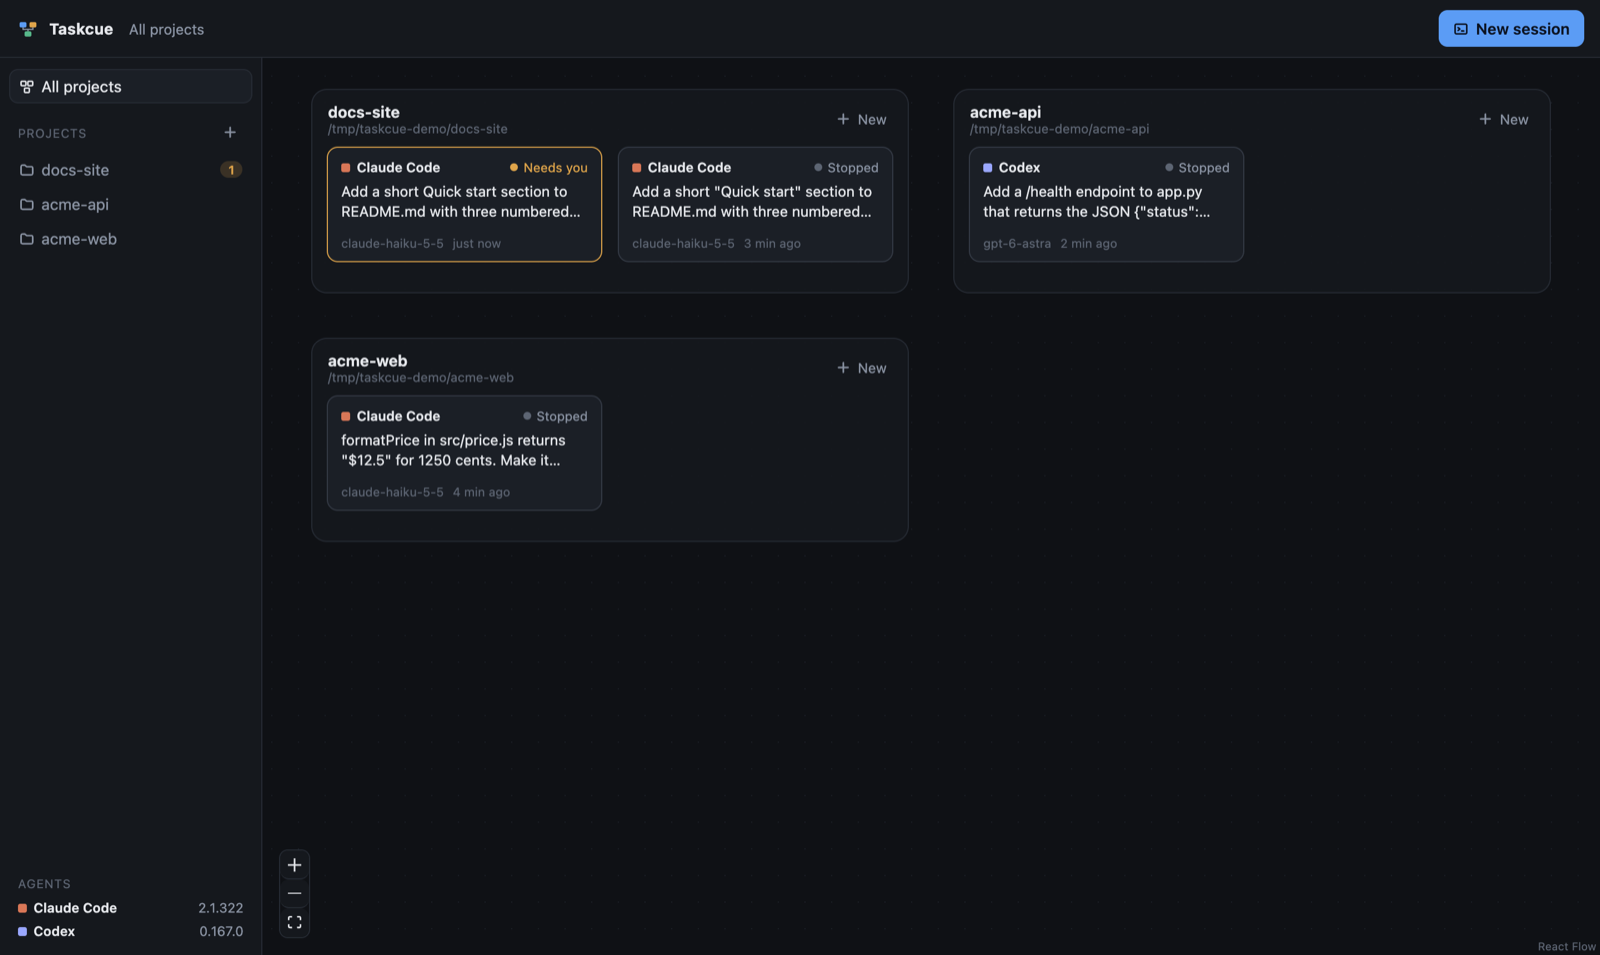 Taskcue All projects
New session
All projects
PROJECTS
docs-site 1
acme-api
acme-web
AGENTS
Claude Code 2.1.322
Codex 0.167.0
docs-site
/tmp/taskcue-demo/docs-site
New
Claude Code Needs you
Add a short Quick start section to
README.md with three numbered...
claude-haiku-5-5 just now
Claude Code Stopped
Add a short "Quick start" section to
README.md with three numbered...
claude-haiku-5-5 3 min ago
acme-api
/tmp/taskcue-demo/acme-api
New
Codex Stopped
Add a /health endpoint to app.py
that returns the JSON {"status":...
gpt-6-astra 2 min ago
acme-web
/tmp/taskcue-demo/acme-web
New
Claude Code Stopped
formatPrice in src/price.js returns
"$12.5" for 1250 cents. Make it...
claude-haiku-5-5 4 min ago
React Flow